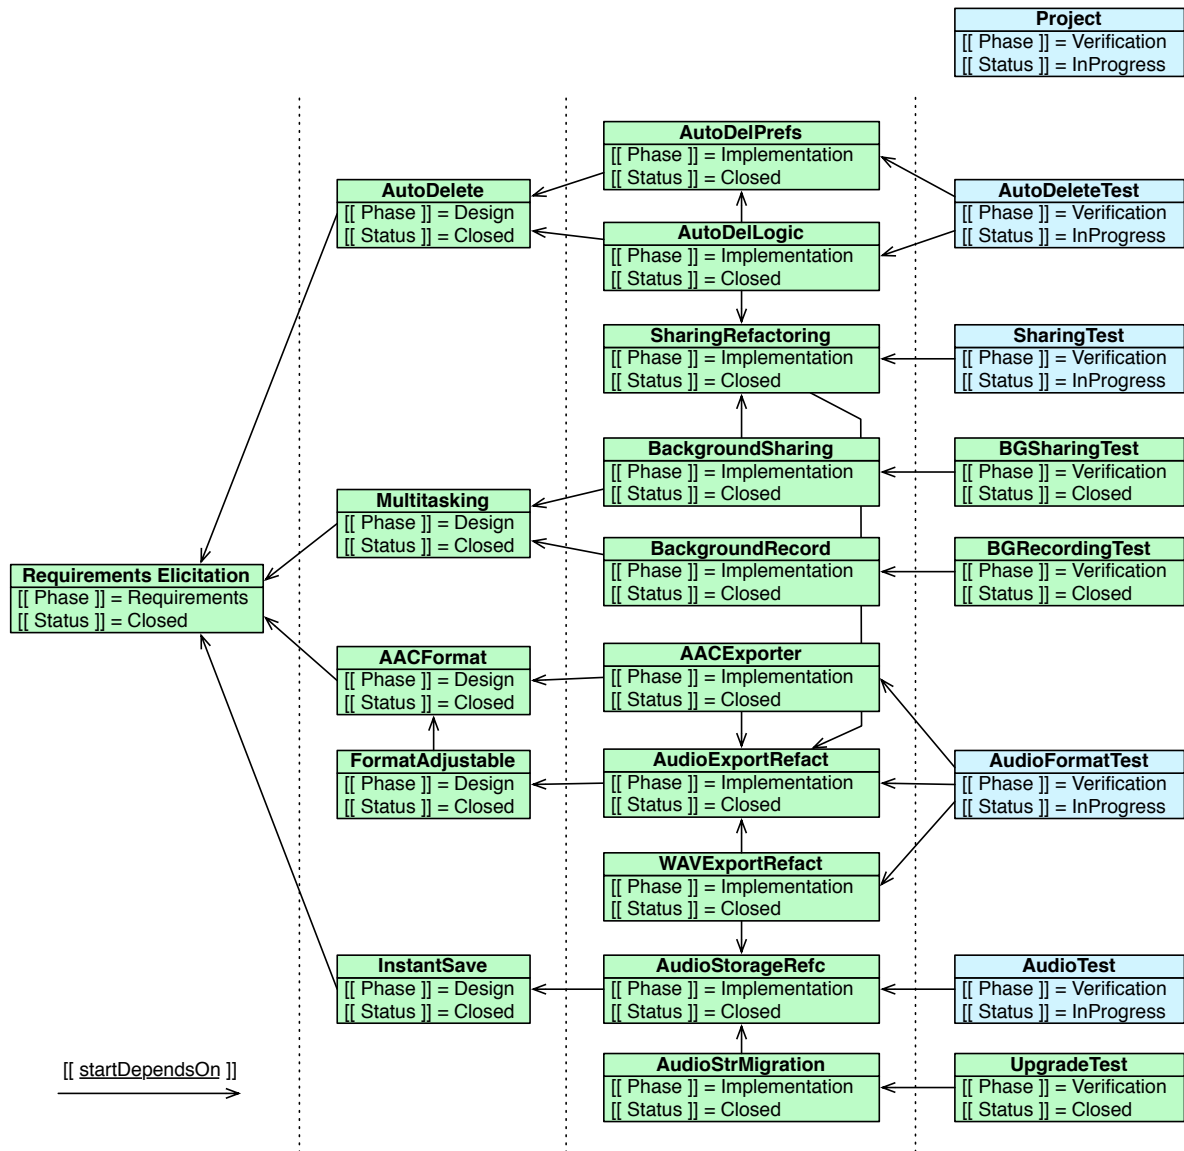 Project
[[ Phase ]] = Verification
[[ Status ]] = InProgress
AutoDelPrefs
[[ Phase ]] = Implementation
[[ Status ]] = Closed
AutoDelete
[[ Phase ]] = Design
[[ Status ]] = Closed
AutoDeleteTest
[[ Phase ]] = Verification
[[ Status ]] = InProgress
AutoDelLogic
[[ Phase ]] = Implementation
[[ Status ]] = Closed
SharingRefactoring
[[ Phase ]] = Implementation
[[ Status ]] = Closed
SharingTest
[[ Phase ]] = Verification
[[ Status ]] = InProgress
BackgroundSharing
[[ Phase ]] = Implementation
[[ Status ]] = Closed
BGSharingTest
[[ Phase ]] = Verification
[[ Status ]] = Closed
Multitasking
[[ Phase ]] = Design
[[ Status ]] = Closed
BackgroundRecord
[[ Phase ]] = Implementation
[[ Status ]] = Closed
BGRecordingTest
[[ Phase ]] = Verification
[[ Status ]] = Closed
Requirements Elicitation
[[ Phase ]] = Requirements
[[ Status ]] = Closed
AACFormat
[[ Phase ]] = Design
[[ Status ]] = Closed
AACExporter
[[ Phase ]] = Implementation
[[ Status ]] = Closed
FormatAdjustable
[[ Phase ]] = Design
[[ Status ]] = Closed
AudioExportRefact
[[ Phase ]] = Implementation
[[ Status ]] = Closed
AudioFormatTest
[[ Phase ]] = Verification
[[ Status ]] = InProgress
WAVExportRefact
[[ Phase ]] = Implementation
[[ Status ]] = Closed
InstantSave
[[ Phase ]] = Design
[[ Status ]] = Closed
AudioStorageRefc
[[ Phase ]] = Implementation
[[ Status ]] = Closed
AudioTest
[[ Phase ]] = Verification
[[ Status ]] = InProgress
AudioStrMigration
[[ Phase ]] = Implementation
[[ Status ]] = Closed
UpgradeTest
[[ Phase ]] = Verification
[[ Status ]] = Closed
[[ startDependsOn ]]